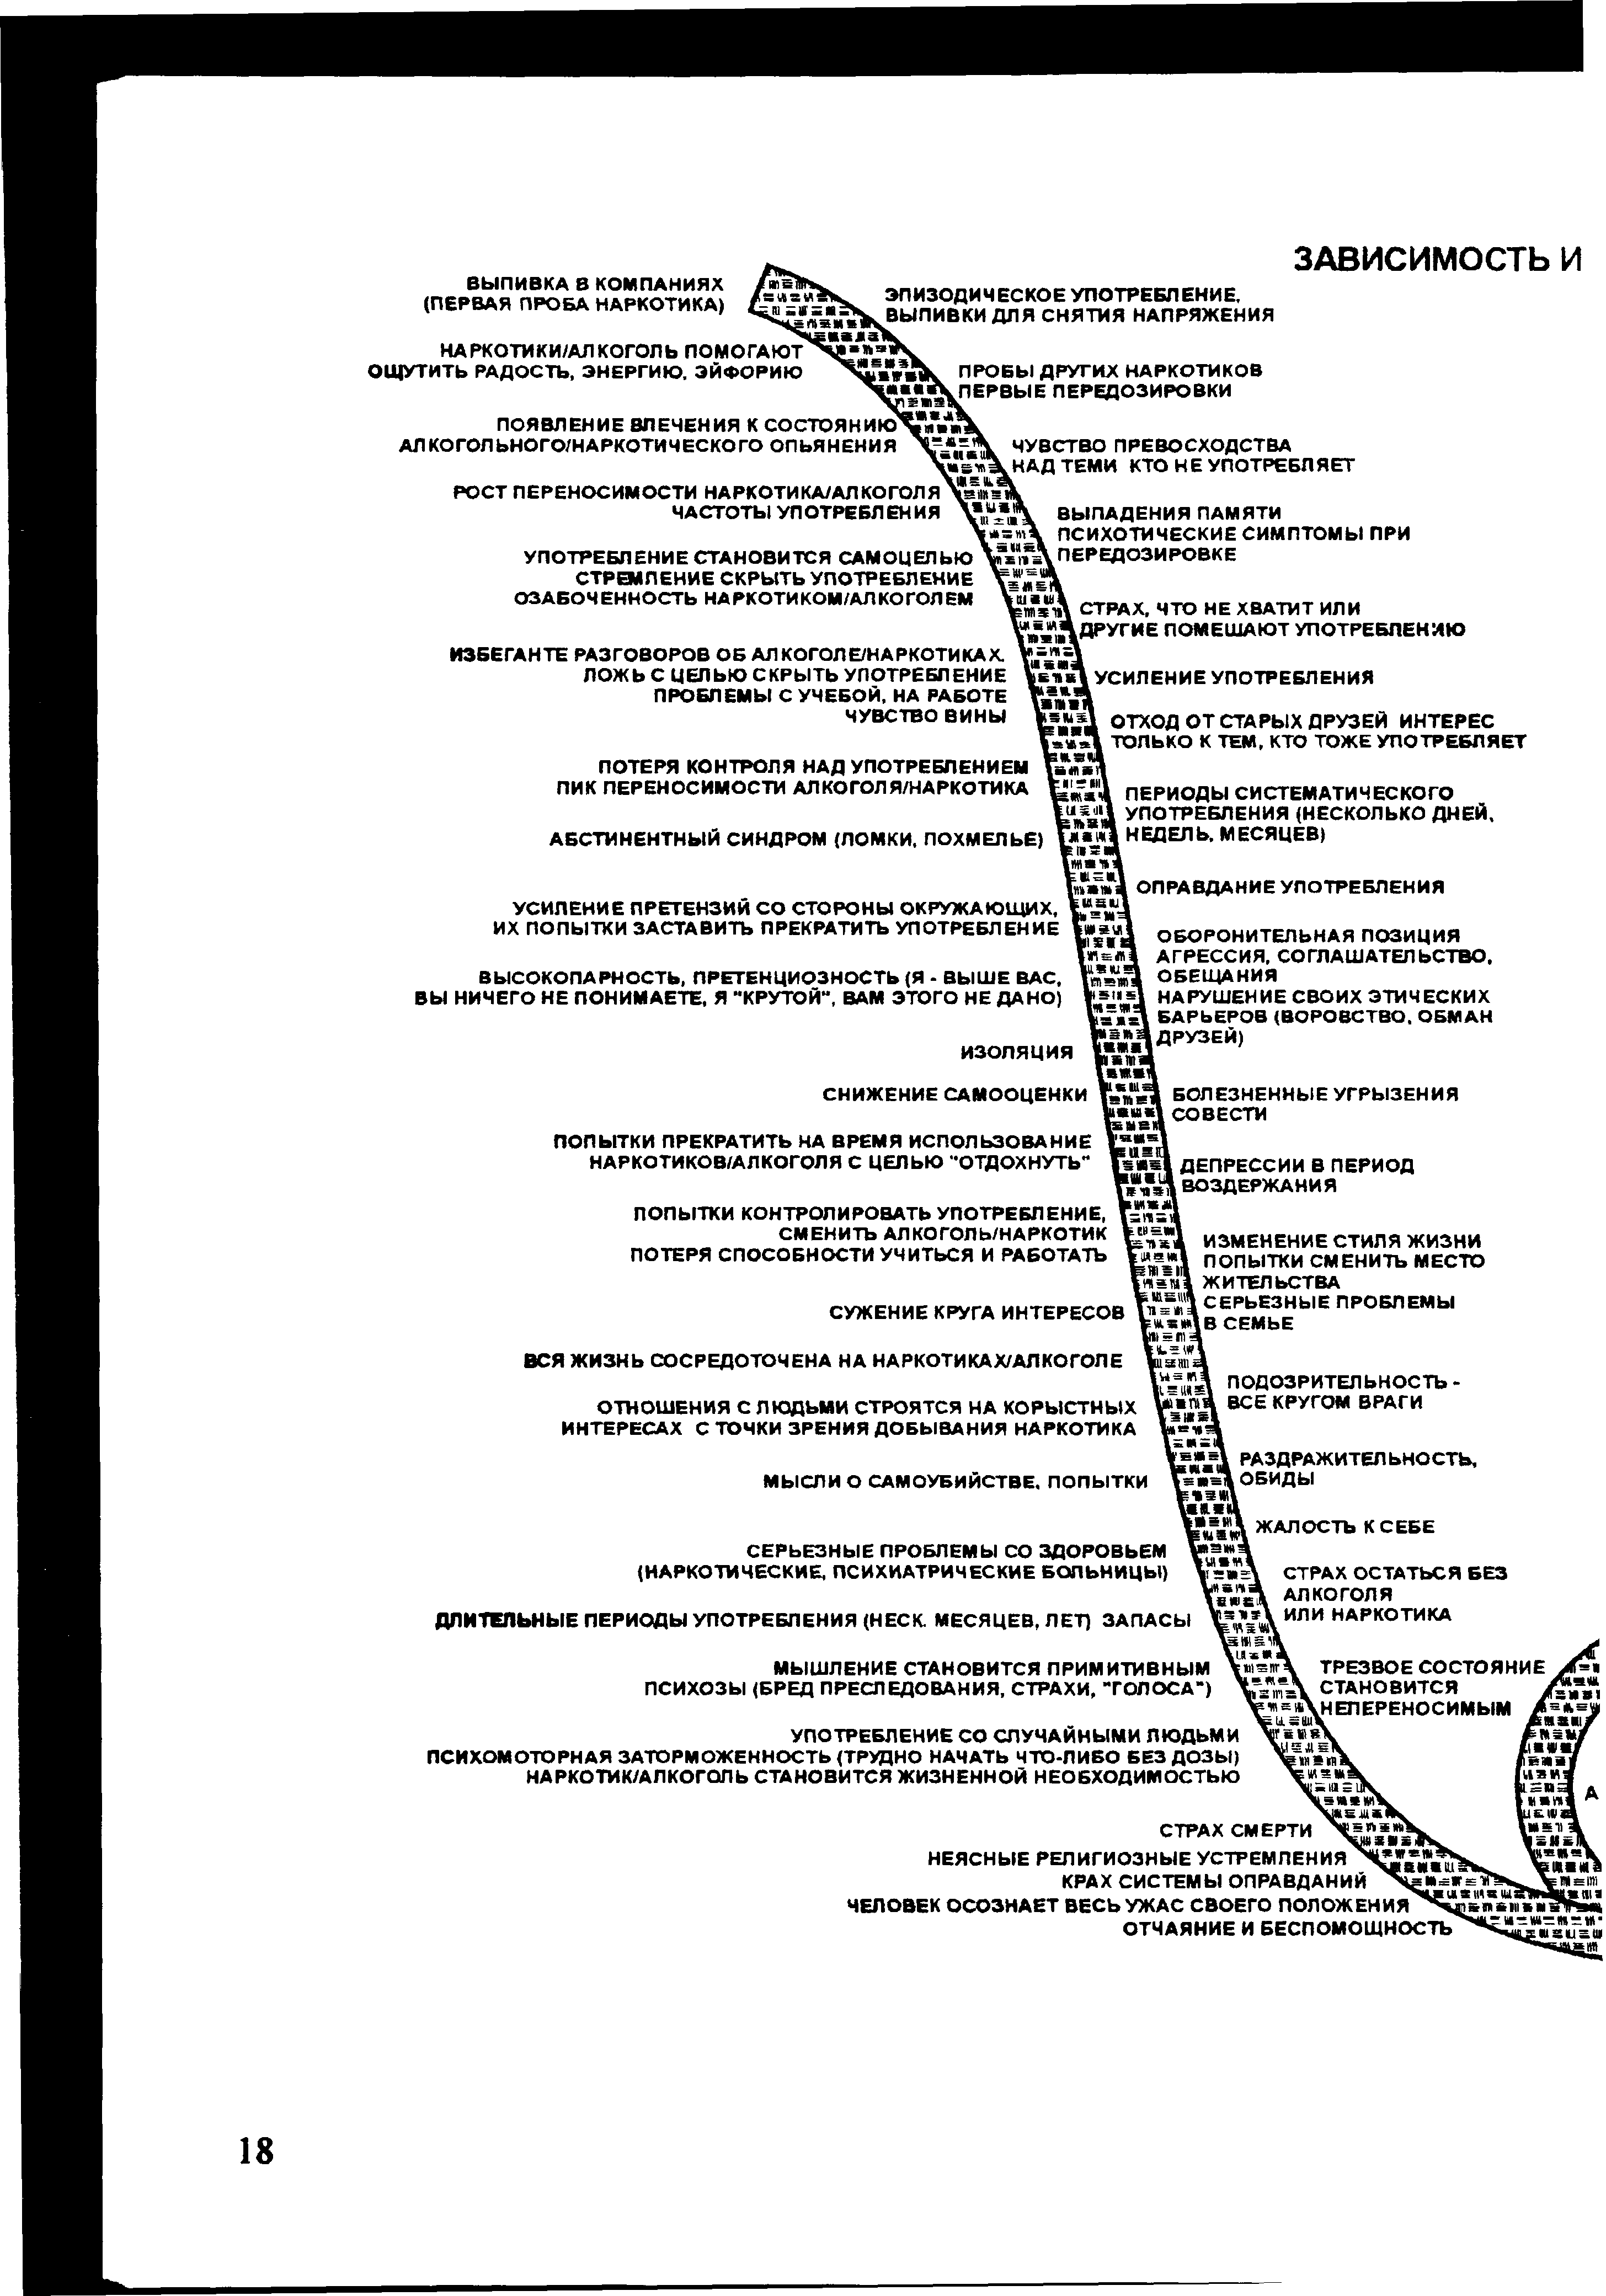 ЗАВИСИМОСТЬ И
ВЫПИВКА В КОМПАНИЯХ
(ПЕРВАЯ ПРОБА НАРКОТИКА)
ЭПИЗОДИЧЕСКОЕ УПОТРЕБЛЕНИЕ,
ВЫПИВКИ ДЛЯ СНЯТИЯ НАПРЯЖЕНИЯ
НАРКОТИКИ/АЛКОГОЛЬ ПОМОГАЮТ
ОЩУТИТЬ РАДОСТЬ, ЭНЕРГИЮ, ЭЙФОРИЮ
ПРОБЫ ДРУГИХ НАРКОТИКОВ
ПЕРВЫЕ ПЕРЕДОЗИРОВКИ
ПОЯВЛЕНИЕ ВЛЕЧЕНИЯ К СОСТОЯНИЮ
АЛКОГОЛЬНОГО/НАРКОТИЧЕСКОГО ОПЬЯНЕНИЯ
ЧУВСТВО ПРЕВОСХОДСТВА
НАД ТЕМИ КТО НЕ УПОТРЕБЛЯЕТ
РОСТ ПЕРЕНОСИМОСТИ НАРКОТИКА/АЛКОГОЛЯ
ЧАСТОТЫ УПОТРЕБЛЕНИЯ
ВЫПАДЕНИЯ ПАМЯТИ
ПСИХОТИЧЕСКИЕ СИМПТОМЫ ПРИ
ПЕРЕДОЗИРОВКЕ
УПОТРЕБЛЕНИЕ СТАНОВИТСЯ САМОЦЕЛЬЮ
СТРЕМЛЕНИЕ СКРЫТЬ УПОТРЕБЛЕНИЕ
ОЗАБОЧЕННОСТЬ НАРКОТИКОМ/АЛКОГОЛЕМ
СТРАХ, ЧТО НЕ ХВАТИТ ИЛИ
ДРУГИЕ ПОМЕШАЮТ УПОТРЕБЛЕНИЮ
ИЗБЕГАНТЕ РАЗГОВОРОВ ОБ АЛКОГОЛЕ/НАРКОТИКАХ.
ЛОЖЬ С ЦЕЛЬЮ СКРЫТЬ УПОТРЕБЛЕНИЕ
ПРОБЛЕМЫ С УЧЕБОЙ, НА РАБОТЕ
ЧУВСТВО ВИНЫ
УСИЛЕНИЕ УПОТРЕБЛЕНИЯ
ОТХОД ОТ СТАРЫХ ДРУЗЕЙ ИНТЕРЕС
ТОЛЬКО К ТЕМ, КТО ТОЖЕ УПОТРЕБЛЯЕТ
ПОТЕРЯ КОНТРОЛЯ НАД УПОТРЕБЛЕНИЕМ
ПИК ПЕРЕНОСИМОСТИ АЛКОГОЛЯ/НАРКОТИКА
ПЕРИОДЫ СИСТЕМАТИЧЕСКОГО
УПОТРЕБЛЕНИЯ (НЕСКОЛЬКО ДНЕЙ,
НЕДЕЛЬ, МЕСЯЦЕВ)
АБСТИНЕНТНЫЙ СИНДРОМ (ЛОМКИ, ПОХМЕЛЬЕ)
ОПРАВДАНИЕ УПОТРЕБЛЕНИЯ
УСИЛЕНИЕ ПРЕТЕНЗИЙ СО СТОРОНЫ ОКРУЖАЮЩИХ,
ИХ ПОПЫТКИ ЗАСТАВИТЬ ПРЕКРАТИТЬ УПОТРЕБЛЕНИЕ
ОБОРОНИТЕЛЬНАЯ ПОЗИЦИЯ
АГРЕССИЯ, СОГЛАШАТЕЛЬСТВО,
ОБЕЩАНИЯ
НАРУШЕНИЕ СВОИХ ЭТИЧЕСКИХ
БАРЬЕРОВ (ВОРОВСТВО, ОБМАН
ДРУЗЕЙ)
ВЫСОКОПАРНОСТЬ, ПРЕТЕНЦИОЗНОСТЬ (Я - ВЫШЕ ВАС,
ВЫ НИЧЕГО НЕ ПОНИМАЕТЕ, Я "КРУТОЙ", ВАМ ЭТОГО НЕ ДАНО)
ИЗОЛЯЦИЯ
СНИЖЕНИЕ САМООЦЕНКИ
БОЛЕЗНЕННЫЕ УГРЫЗЕНИЯ
СОВЕСТИ
ПОПЫТКИ ПРЕКРАТИТЬ НА ВРЕМЯ ИСПОЛЬЗОВАНИЕ
НАРКОТИКОВ/АЛКОГОЛЯ С ЦЕЛЬЮ "ОТДОХНУТЬ"
ДЕПРЕССИИ В ПЕРИОД
ВОЗДЕРЖАНИЯ
ПОПЫТКИ КОНТРОЛИРОВАТЬ УПОТРЕБЛЕНИЕ,
СМЕНИТЬ АЛКОГОЛЬ/НАРКОТИК
ПОТЕРЯ СПОСОБНОСТИ УЧИТЬСЯ И РАБОТАТЬ
ИЗМЕНЕНИЕ СТИЛЯ ЖИЗНИ
ПОПЫТКИ СМЕНИТЬ МЕСТО
ЖИТЕЛЬСТВА
СЕРЬЕЗНЫЕ ПРОБЛЕМЫ
В СЕМЬЕ
СУЖЕНИЕ КРУГА ИНТЕРЕСОВ
ВСЯ ЖИЗНЬ СОСРЕДОТОЧЕНА НА НАРКОТИКАХ/АЛКОГОЛЕ
ПОДОЗРИТЕЛЬНОСТЬ -
ВСЕ КРУГОМ ВРАГИ
ОТНОШЕНИЯ С ЛЮДЬМИ СТРОЯТСЯ НА КОРЫСТНЫХ
ИНТЕРЕСАХ С ТОЧКИ ЗРЕНИЯ ДОБЫВАНИЯ НАРКОТИКА
РАЗДРАЖИТЕЛЬНОСТЬ,
ОБИДЫ
МЫСЛИ О САМОУБИЙСТВЕ, ПОПЫТКИ
ЖАЛОСТЬ К СЕБЕ
СЕРЬЕЗНЫЕ ПРОБЛЕМЫ СО ЗДОРОВЬЕМ
(НАРКОТИЧЕСКИЕ, ПСИХИАТРИЧЕСКИЕ БОЛЬНИЦЫ)
СТРАХ ОСТАТЬСЯ БЕЗ
АЛКОГОЛЯ
ИЛИ НАРКОТИКА
ДЛИТЕЛЬНЫЕ ПЕРИОДЫ УПОТРЕБЛЕНИЯ (НЕСК. МЕСЯЦЕВ, ЛЕТ) ЗАПАСЫ
МЫШЛЕНИЕ СТАНОВИТСЯ ПРИМИТИВНЫМ
ПСИХОЗЫ (БРЕД ПРЕСЛЕДОВАНИЯ, СТРАХИ, "ГОЛОСА")
ТРЕЗВОЕ СОСТОЯНИЕ
СТАНОВИТСЯ
НЕПЕРЕНОСИМЫМ
УПОТРЕБЛЕНИЕ СО СЛУЧАЙНЫМИ ЛЮДЬМИ
ПСИХОМОТОРНАЯ ЗАТОРМОЖЕННОСТЬ (ТРУДНО НАЧАТЬ ЧТО-ЛИБО БЕЗ ДОЗЫ)
НАРКОТИК/АЛКОГОЛЬ СТАНОВИТСЯ ЖИЗНЕННОЙ НЕОБХОДИМОСТЬЮ
А
СТРАХ СМЕРТИ
НЕЯСНЫЕ РЕЛИГИОЗНЫЕ УСТРЕМЛЕНИЯ
КРАХ СИСТЕМЫ ОПРАВДАНИЙ
ЧЕЛОВЕК ОСОЗНАЕТ ВЕСЬ УЖАС СВОЕГО ПОЛОЖЕНИЯ
ОТЧАЯНИЕ И БЕСПОМОЩНОСТЬ
18